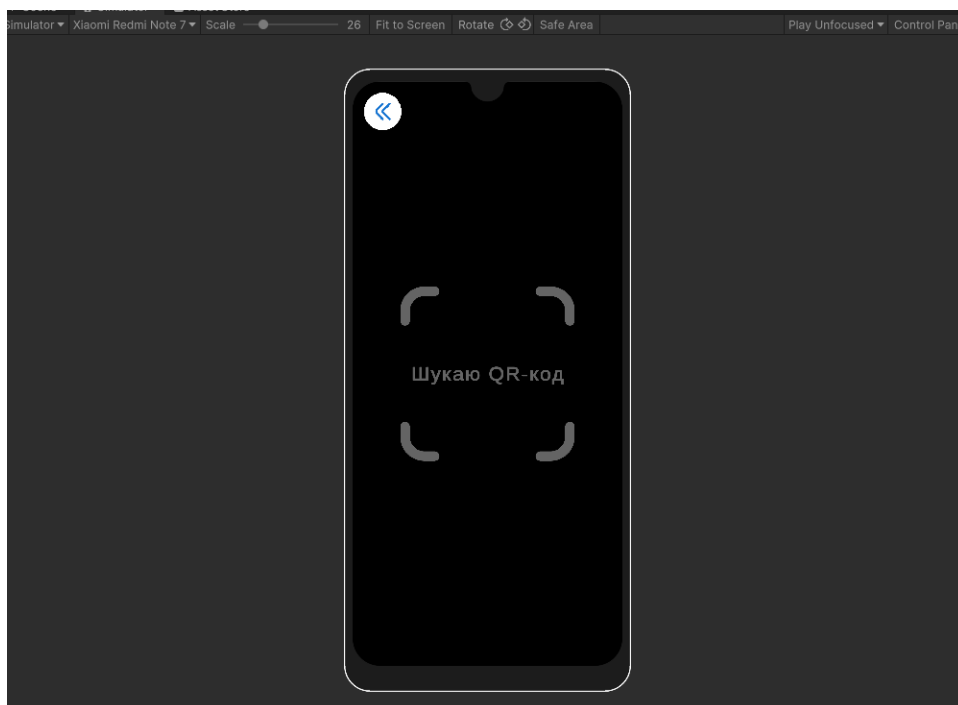 Simulator Xiaomi Redmi Note 7 Scale 26 Fit to Screen Rotate Safe Area Play Unfocused Control Pan
Шукаю QR-код